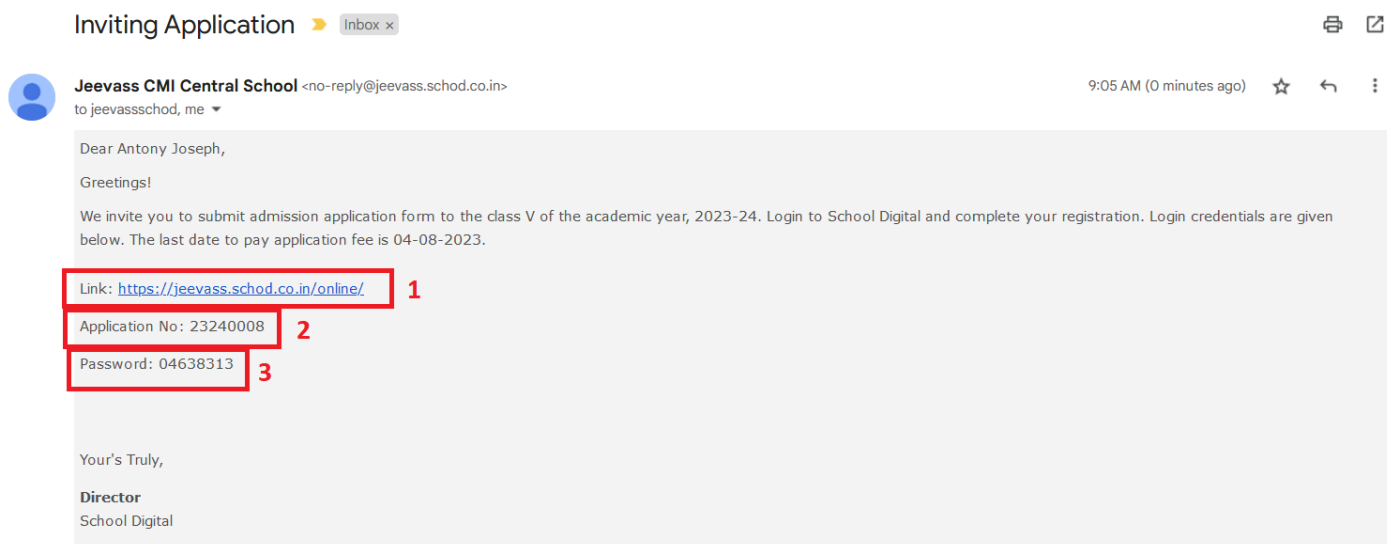 Inviting Application Inbox ×
Jeevass CMI Central School <no-reply@jeevass.schod.co.in> 9:05 AM (0 minutes ago)
to jeevassschod, me
Dear Antony Joseph,
Greetings!
We invite you to submit admission application form to the class V of the academic year, 2023-24. Login to School Digital and complete your registration. Login credentials are given
below. The last date to pay application fee is 04-08-2023.
Link: https://jeevass.schod.co.in/online/ 1
Application No: 23240008 2
Password: 04638313 3
Your's Truly,
Director
School Digital